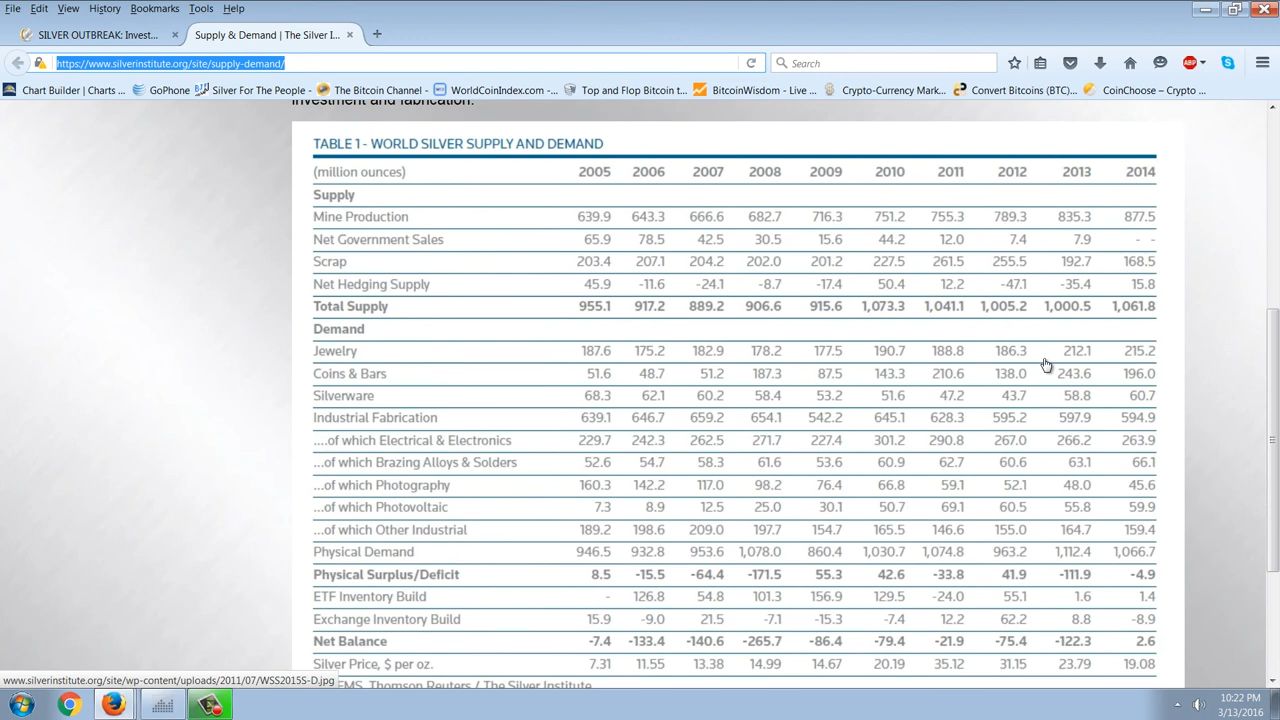 File Edit View History Bookmarks Tools Help
SILVER OUTBREAK: Invest... × Supply & Demand | The Silver I... × +
https://www.silverinstitute.org/site/supply-demand/ Search ABP
Chart Builder | Charts ... GoPhone Silver For The People - The Bitcoin Channel - WorldCoinIndex.com -... Top and Flop Bitcoin t... BitcoinWisdom - Live ... Crypto-Currency Mark... Convert Bitcoins (BTC)... CoinChoose – Crypto ...
investment and fabrication.
TABLE 1 - WORLD SILVER SUPPLY AND DEMAND
(million ounces) 2005 2006 2007 2008 2009 2010 2011 2012 2013 2014
Supply
Mine Production 639.9 643.3 666.6 682.7 716.3 751.2 755.3 789.3 835.3 877.5
Net Government Sales 65.9 78.5 42.5 30.5 15.6 44.2 12.0 7.4 7.9 - -
Scrap 203.4 207.1 204.2 202.0 201.2 227.5 261.5 255.5 192.7 168.5
Net Hedging Supply 45.9 -11.6 -24.1 -8.7 -17.4 50.4 12.2 -47.1 -35.4 15.8
Total Supply 955.1 917.2 889.2 906.6 915.6 1,073.3 1,041.1 1,005.2 1,000.5 1,061.8
Demand
Jewelry 187.6 175.2 182.9 178.2 177.5 190.7 188.8 186.3 212.1 215.2
Coins & Bars 51.6 48.7 51.2 187.3 87.5 143.3 210.6 138.0 243.6 196.0
Silverware 68.3 62.1 60.2 58.4 53.2 51.6 47.2 43.7 58.8 60.7
Industrial Fabrication 639.1 646.7 659.2 654.1 542.2 645.1 628.3 595.2 597.9 594.9
....of which Electrical & Electronics 229.7 242.3 262.5 271.7 227.4 301.2 290.8 267.0 266.2 263.9
...of which Brazing Alloys & Solders 52.6 54.7 58.3 61.6 53.6 60.9 62.7 60.6 63.1 66.1
...of which Photography 160.3 142.2 117.0 98.2 76.4 66.8 59.1 52.1 48.0 45.6
...of which Photovoltaic 7.3 8.9 12.5 25.0 30.1 50.7 69.1 60.5 55.8 59.9
...of which Other Industrial 189.2 198.6 209.0 197.7 154.7 165.5 146.6 155.0 164.7 159.4
Physical Demand 946.5 932.8 953.6 1,078.0 860.4 1,030.7 1,074.8 963.2 1,112.4 1,066.7
Physical Surplus/Deficit 8.5 -15.5 -64.4 -171.5 55.3 42.6 -33.8 41.9 -111.9 -4.9
ETF Inventory Build - 126.8 54.8 101.3 156.9 129.5 -24.0 55.1 1.6 1.4
Exchange Inventory Build 15.9 -9.0 21.5 -7.1 -15.3 -7.4 12.2 62.2 8.8 -8.9
Net Balance -7.4 -133.4 -140.6 -265.7 -86.4 -79.4 -21.9 -75.4 -122.3 2.6
Silver Price, $ per oz. 7.31 11.55 13.38 14.99 14.67 20.19 35.12 31.15 23.79 19.08
www.silverinstitute.org/site/wp-content/uploads/2011/07/WSS2015S-D.jpg
EMS, Thomson Reuters / The Silver Institute
10:22 PM
3/13/2016